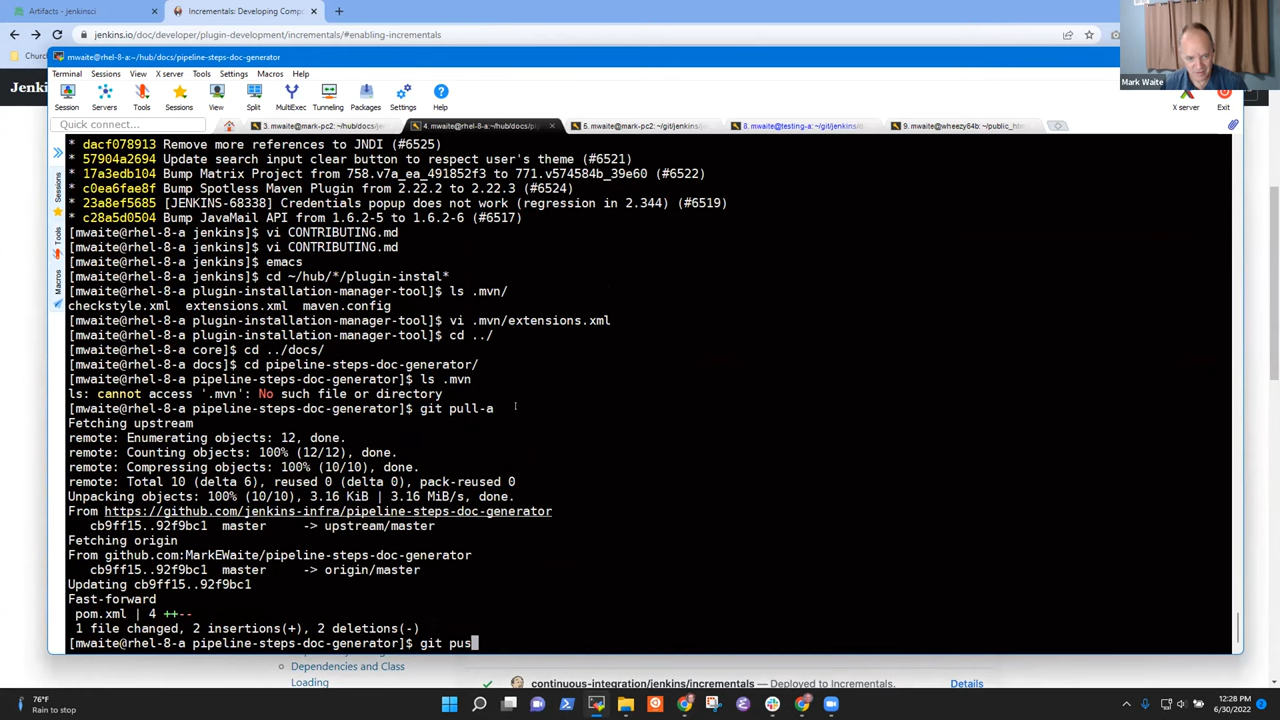 Artifacts - jenkinsci
Incrementals: Developing Compo
jenkins.io/doc/developer/plugin-development/incrementals/#enabling-incrementals
Church
Mark Waite
mwaite@rhel-8-a:~/hub/docs/pipeline-steps-doc-generator
Terminal Sessions View X server Tools Settings Macros Help
Jen
Session Servers Tools Sessions View Split MultiExec Tunneling Packages Settings Help X server Exit
Quick connect...
3. mwaite@mark-pc2: ~/hub/docs/je
4. mwaite@rhel-8-a:~/hub/docs/pip
5. mwaite@mark-pc2: ~/git/jenkins/
8. mwaite@testing-a: ~/git/jenkins/d
9. mwaite@wheezy64b: ~/public_ht
Sessions
Tools
Macros
* dacf078913 Remove more references to JNDI (#6525)
* 57904a2694 Update search input clear button to respect user's theme (#6521)
* 17a3edb104 Bump Matrix Project from 758.v7a_ea_491852f3 to 771.v574584b_39e60 (#6522)
* c0ea6fae8f Bump Spotless Maven Plugin from 2.22.2 to 2.22.3 (#6524)
* 23a8ef5685 [JENKINS-68338] Credentials popup does not work (regression in 2.344) (#6519)
* c28a5d0504 Bump JavaMail API from 1.6.2-5 to 1.6.2-6 (#6517)
[mwaite@rhel-8-a jenkins]$ vi CONTRIBUTING.md
[mwaite@rhel-8-a jenkins]$ vi CONTRIBUTING.md
[mwaite@rhel-8-a jenkins]$ emacs
[mwaite@rhel-8-a jenkins]$ cd ~/hub/*/plugin-instal*
[mwaite@rhel-8-a plugin-installation-manager-tool]$ ls .mvn/
checkstyle.xml extensions.xml maven.config
[mwaite@rhel-8-a plugin-installation-manager-tool]$ vi .mvn/extensions.xml
[mwaite@rhel-8-a plugin-installation-manager-tool]$ cd ../
[mwaite@rhel-8-a core]$ cd ../docs/
[mwaite@rhel-8-a docs]$ cd pipeline-steps-doc-generator/
[mwaite@rhel-8-a pipeline-steps-doc-generator]$ ls .mvn
ls: cannot access '.mvn': No such file or directory
[mwaite@rhel-8-a pipeline-steps-doc-generator]$ git pull-a
Fetching upstream
remote: Enumerating objects: 12, done.
remote: Counting objects: 100% (12/12), done.
remote: Compressing objects: 100% (10/10), done.
remote: Total 10 (delta 6), reused 0 (delta 0), pack-reused 0
Unpacking objects: 100% (10/10), 3.16 KiB | 3.16 MiB/s, done.
From https://github.com/jenkins-infra/pipeline-steps-doc-generator
cb9ff15..92f9bc1 master -> upstream/master
Fetching origin
From github.com:MarkEWaite/pipeline-steps-doc-generator
cb9ff15..92f9bc1 master -> origin/master
Updating cb9ff15..92f9bc1
Fast-forward
pom.xml | 4 ++--
1 file changed, 2 insertions(+), 2 deletions(-)
[mwaite@rhel-8-a pipeline-steps-doc-generator]$ git pus
Dependencies and Class
Loading
continuous-integration/jenkins/incrementals — Deployed to Incrementals.
Details
76°F
Rain to stop
12:28 PM
6/30/2022